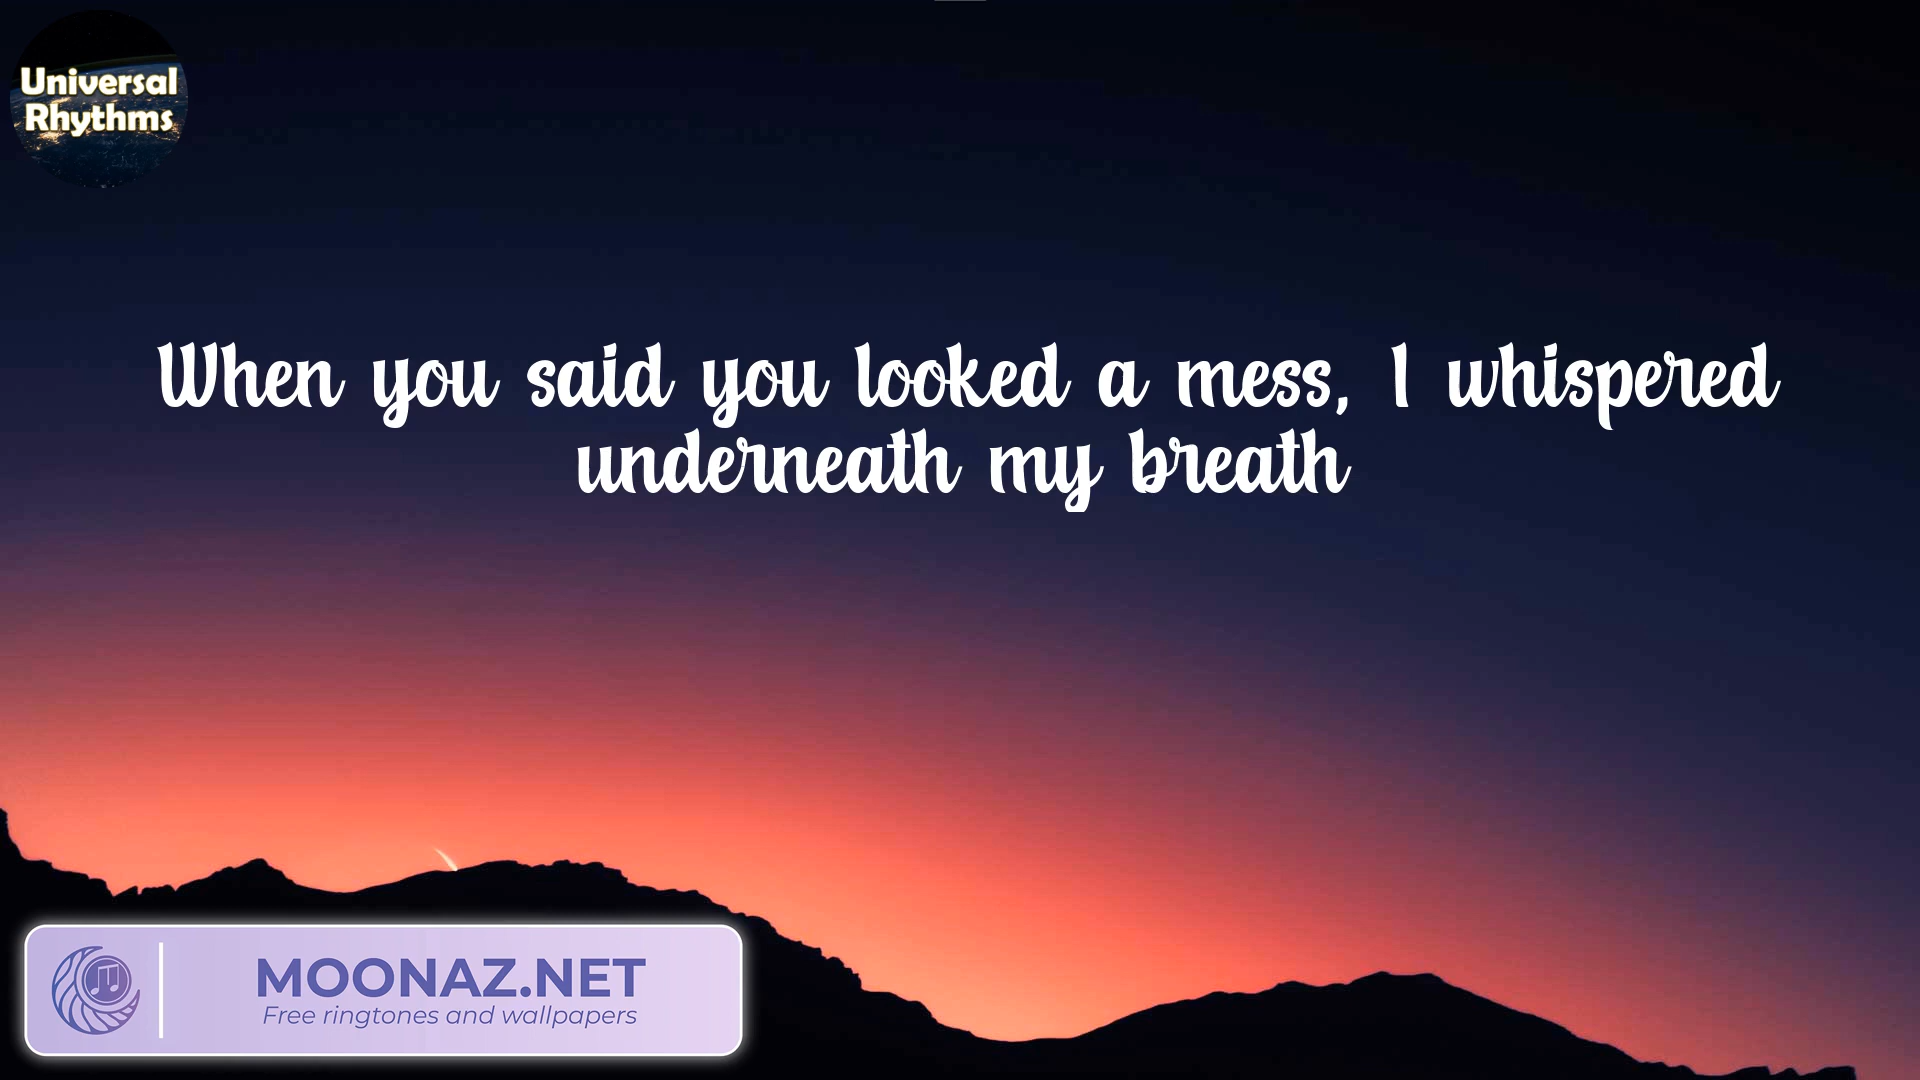 Universal
Rhythms
When you said you looked a mess, I whispered
underneath my breath
MOONAZ.NET
Free ringtones and wallpapers